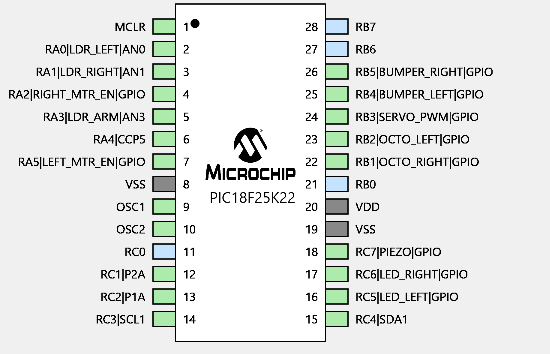 MCLR 1 28 RB7
RA0|LDR_LEFT|AN0 2 27 RB6
RA1|LDR_RIGHT|AN1 3 26 RB5|BUMPER_RIGHT|GPIO
RA2|RIGHT_MTR_EN|GPIO 4 25 RB4|BUMPER_LEFT|GPIO
RA3|LDR_ARM|AN3 5 24 RB3|SERVO_PWM|GPIO
RA4|CCP5 6 23 RB2|OCTO_LEFT|GPIO
RA5|LEFT_MTR_EN|GPIO 7 22 RB1|OCTO_RIGHT|GPIO
MICROCHIP
VSS 8 21 RB0
PIC18F25K22
OSC1 9 20 VDD
OSC2 10 19 VSS
RC0 11 18 RC7|PIEZO|GPIO
RC1|P2A 12 17 RC6|LED_RIGHT|GPIO
RC2|P1A 13 16 RC5|LED_LEFT|GPIO
RC3|SCL1 14 15 RC4|SDA1